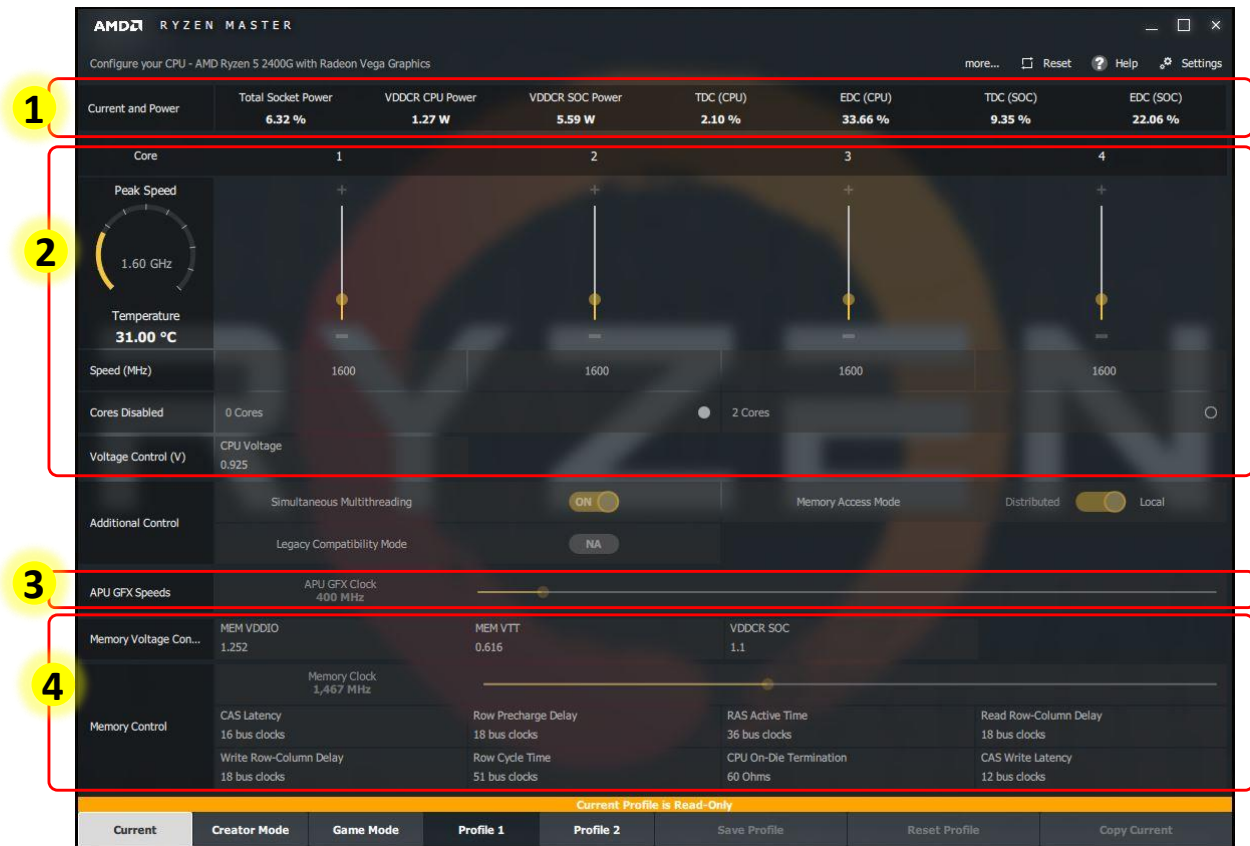 AMD RYZEN MASTER
Configure your CPU - AMD Ryzen 5 2400G with Radeon Vega Graphics more... Reset ? Help Settings
1
Current and Power
Total Socket Power VDDCR CPU Power VDDCR SOC Power TDC (CPU) EDC (CPU) TDC (SOC) EDC (SOC)
6.32 % 1.27 W 5.59 W 2.10 % 33.66 % 9.35 % 22.06 %
2
Core 1 2 3 4
Peak Speed + + + +
1.60 GHz
Temperature
31.00 °C
Speed (MHz) 1600 1600 1600 1600
Cores Disabled 0 Cores 2 Cores
Voltage Control (V)
CPU Voltage
0.925
RYZEN
Additional Control
Simultaneous Multithreading ON Memory Access Mode Distributed Local
Legacy Compatibility Mode NA
3
APU GFX Speeds
APU GFX Clock
400 MHz
4
Memory Voltage Con...
MEM VDDIO MEM VTT VDDCR SOC
1.252 0.616 1.1
Memory Control
Memory Clock
1,467 MHz
CAS Latency Row Precharge Delay RAS Active Time Read Row-Column Delay
16 bus clocks 18 bus clocks 36 bus clocks 18 bus clocks
Write Row-Column Delay Row Cycle Time CPU On-Die Termination CAS Write Latency
18 bus clocks 51 bus clocks 60 Ohms 12 bus clocks
Current Profile is Read-Only
Current Creator Mode Game Mode Profile 1 Profile 2 Save Profile Reset Profile Copy Current